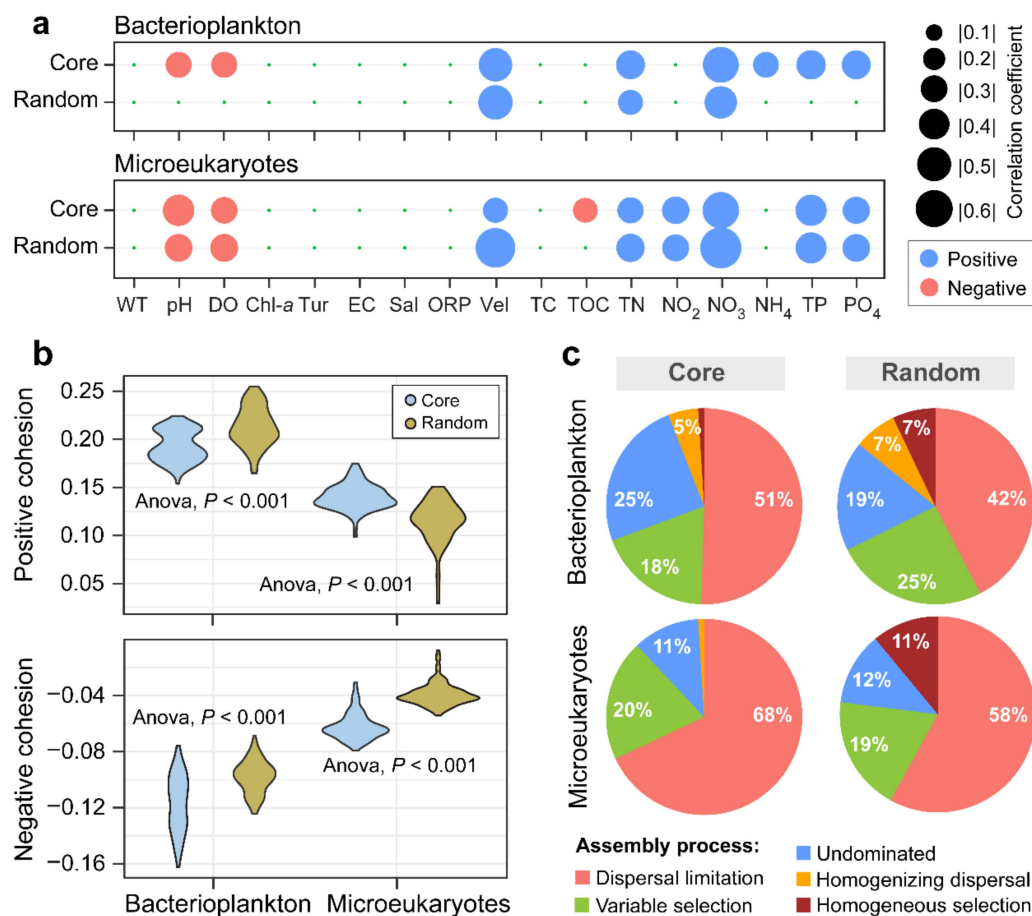 a
Bacterioplankton
Core
Random
Microeukaryotes
Core
Random
WT pH DO Chl-a Tur EC Sal ORP Vel TC TOC TN NO2 NO3 NH4 TP PO4
|0.1|
|0.2|
|0.3|
|0.4|
|0.5|
|0.6|
Correlation coefficient
Positive
Negative
b
Positive cohesion
0.25
0.20
0.15
0.10
0.05
Core
Random
Anova, P < 0.001
Anova, P < 0.001
Negative cohesion
−0.04
−0.08
−0.12
−0.16
Anova, P < 0.001
Anova, P < 0.001
Bacterioplankton Microeukaryotes
c
Core Random
Bacterioplankton
5%
25%
18%
51%
7%
7%
19%
25%
42%
Microeukaryotes
11%
20%
68%
11%
12%
19%
58%
Assembly process:
Dispersal limitation
Variable selection
Undominated
Homogenizing dispersal
Homogeneous selection